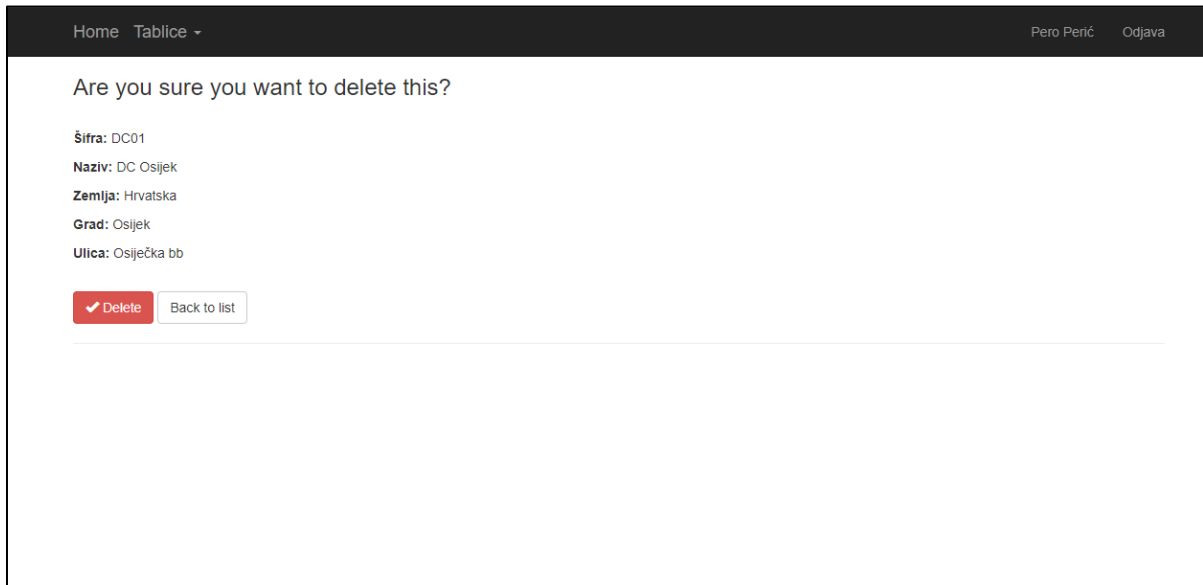 Home Tablice Pero Perić Odjava
Are you sure you want to delete this?
Šifra: DC01
Naziv: DC Osijek
Zemlja: Hrvatska
Grad: Osijek
Ulica: Osiječka bb
Delete Back to list